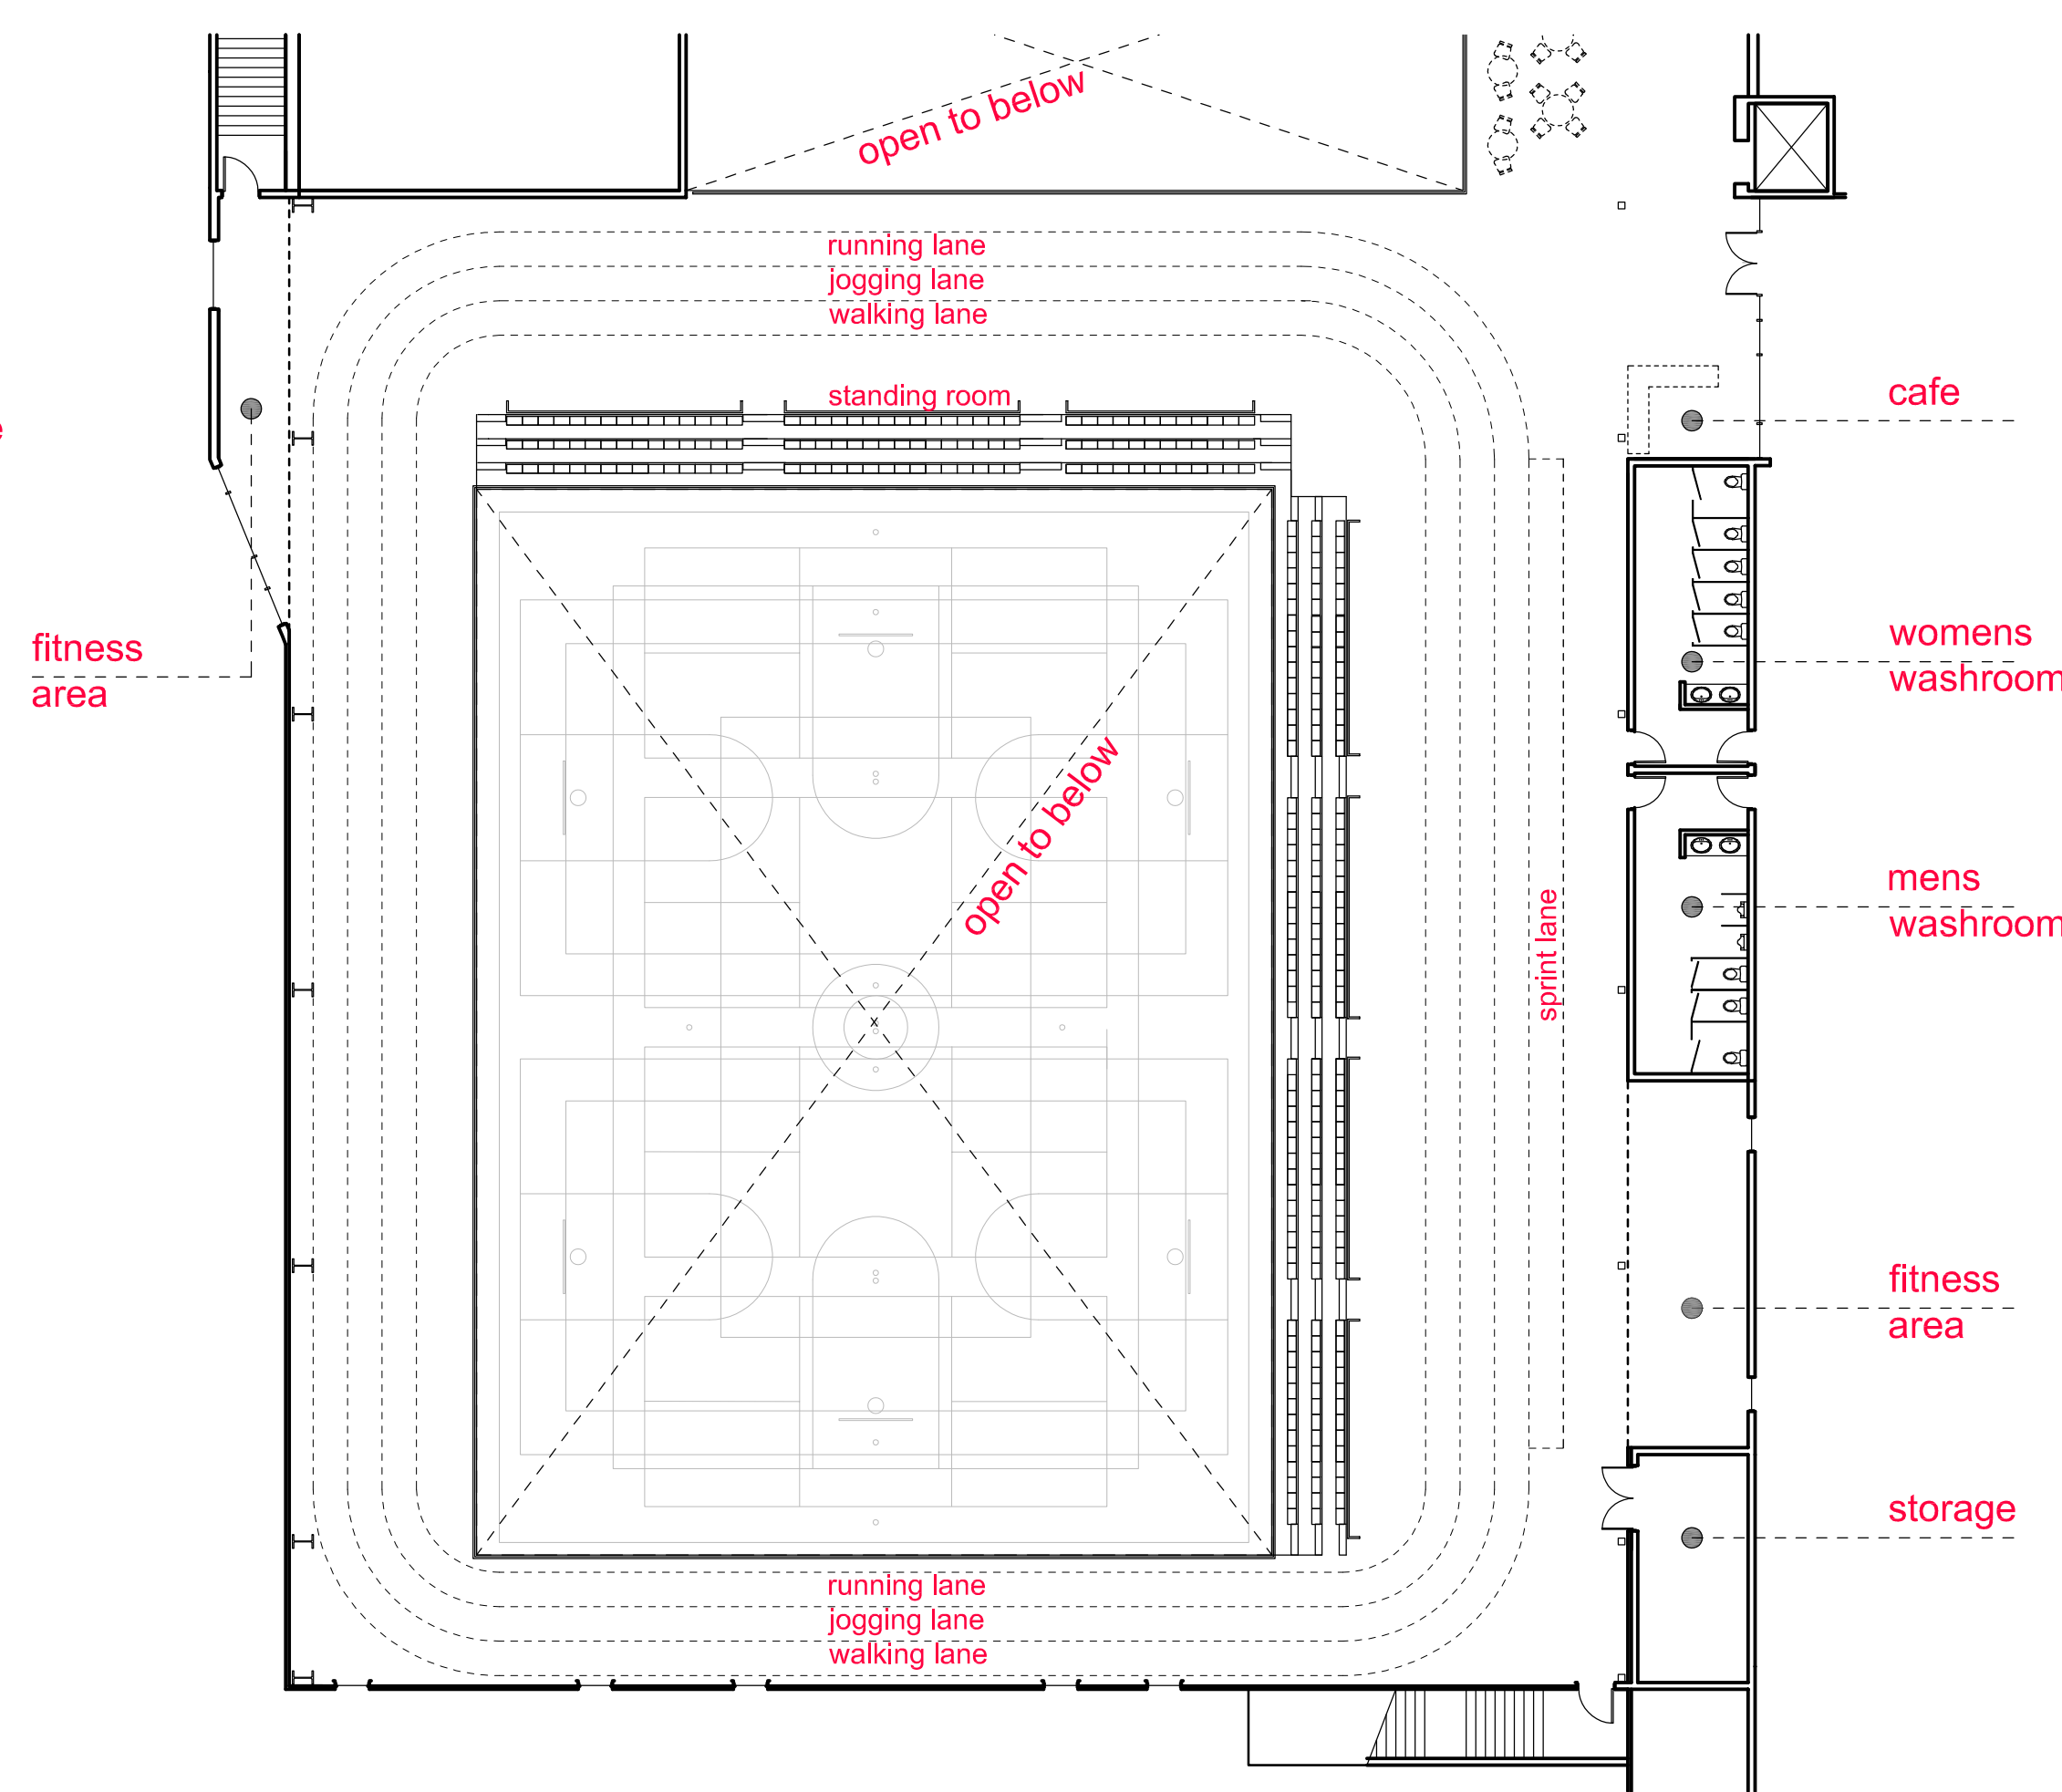 open to below
running lane
jogging lane
walking lane
standing room
cafe
fitness
area
womens
washroom
open to below
mens
washroom
sprint lane
fitness
area
storage
running lane
jogging lane
walking lane